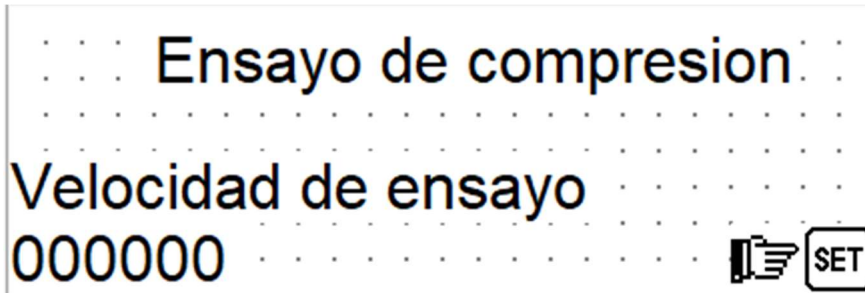 Ensayo de compresion
Velocidad de ensayo
000000 SET